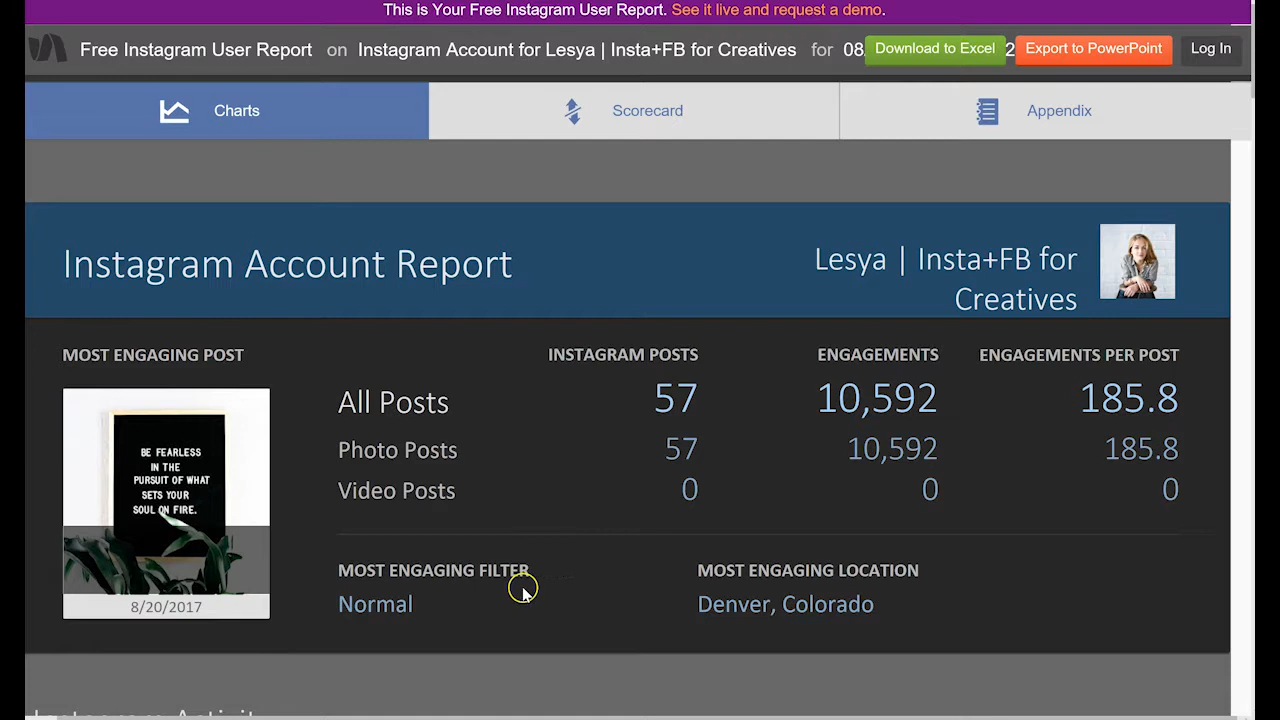 This is Your Free Instagram User Report. See it live and request a demo.
Free Instagram User Report on Instagram Account for Lesya | Insta+FB for Creatives for 08 Download to Excel 2 Export to PowerPoint Log In
Charts Scorecard Appendix
Instagram Account Report
Lesya | Insta+FB for
Creatives
MOST ENGAGING POST INSTAGRAM POSTS ENGAGEMENTS ENGAGEMENTS PER POST
All Posts 57 10,592 185.8
Photo Posts 57 10,592 185.8
Video Posts 0 0 0
BE FEARLESS
IN THE
PURSUIT OF WHAT
SETS YOUR
SOUL ON FIRE.
8/20/2017
MOST ENGAGING FILTER MOST ENGAGING LOCATION
Normal Denver, Colorado